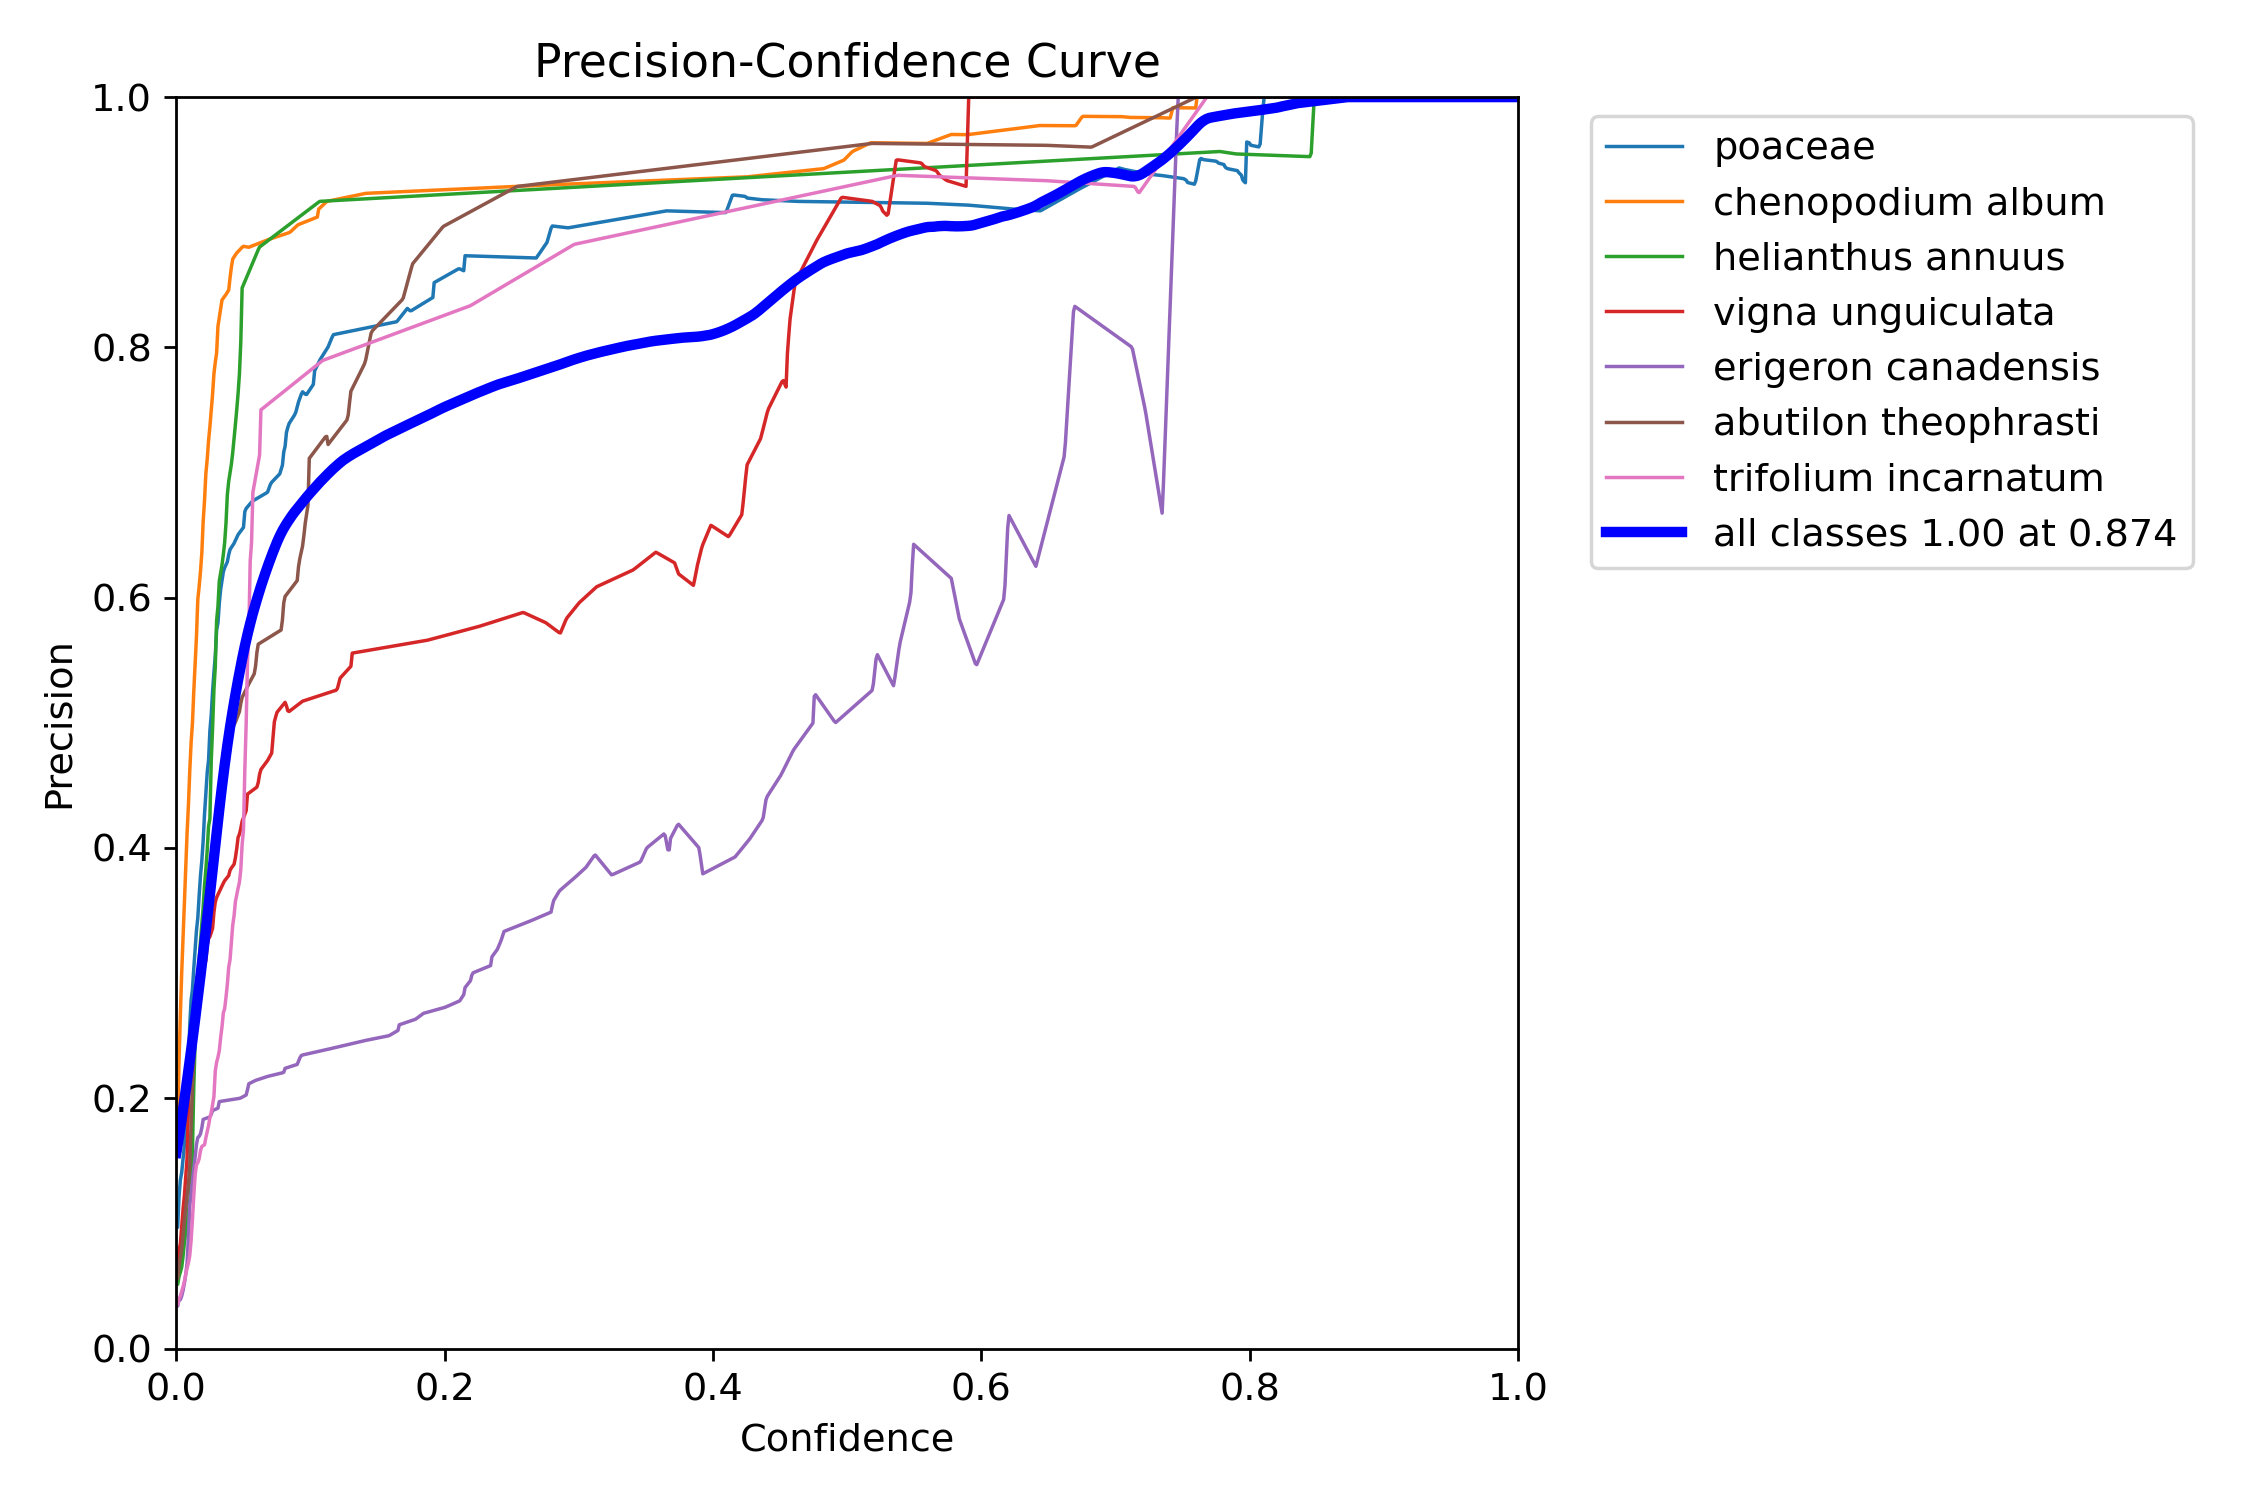 Precision-Confidence Curve
1.0
0.8
0.6
0.4
0.2
0.0
Precision
0.0 0.2 0.4 0.6 0.8 1.0
Confidence
poaceae
chenopodium album
helianthus annuus
vigna unguiculata
erigeron canadensis
abutilon theophrasti
trifolium incarnatum
all classes 1.00 at 0.874